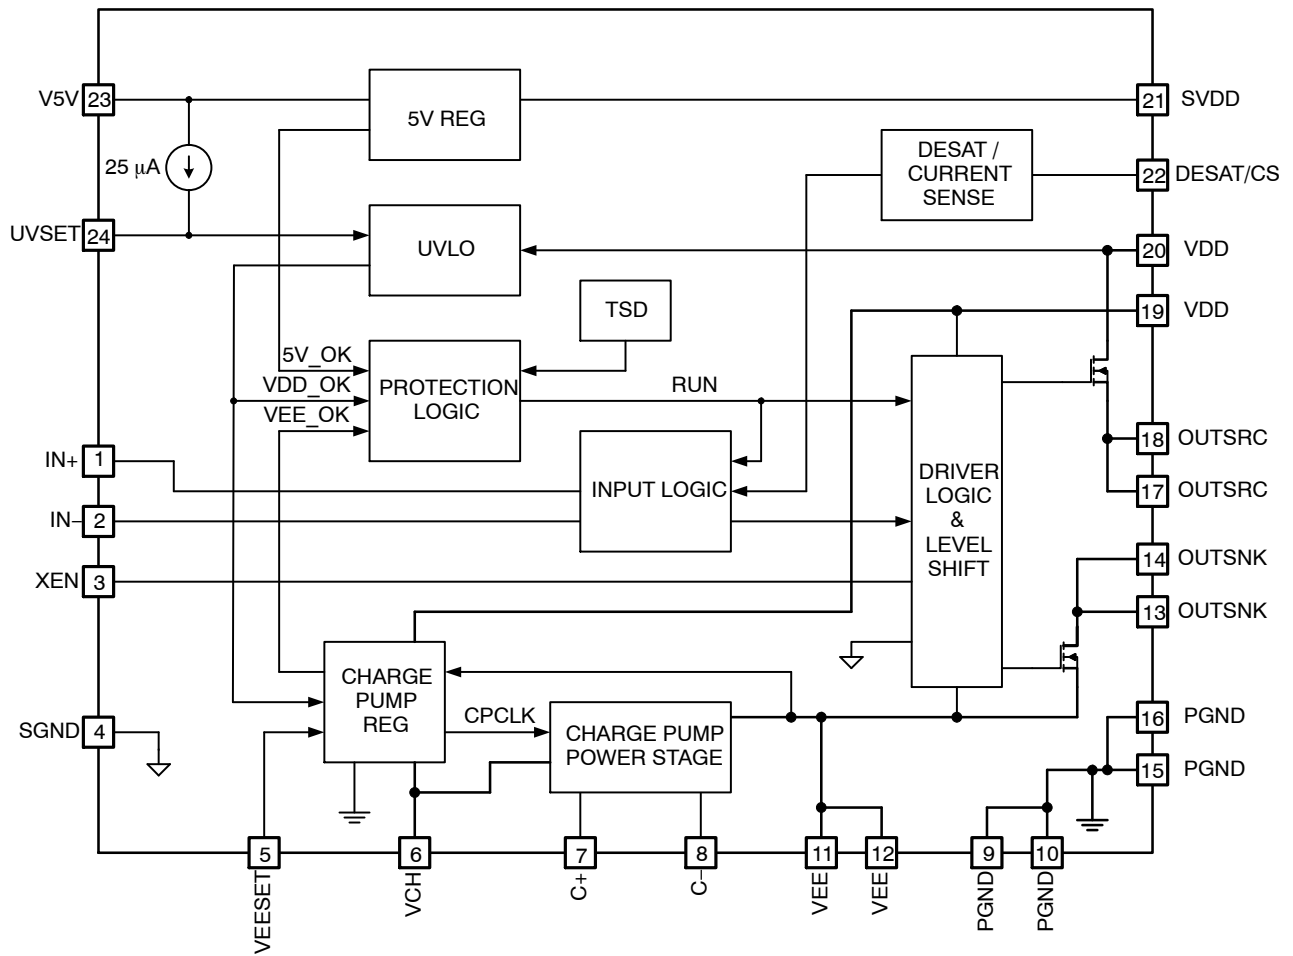 V5V
23
5V REG
21
SVDD
25 μA
DESAT /
CURRENT
SENSE
22
DESAT/CS
UVSET
24
UVLO
20
VDD
TSD
19
VDD
5V_OK
VDD_OK
VEE_OK
PROTECTION
LOGIC
RUN
18
OUTSRC
IN+
1
INPUT LOGIC
DRIVER
LOGIC
&
LEVEL
SHIFT
17
OUTSRC
IN–
2
14
OUTSNK
XEN
3
13
OUTSNK
CHARGE
PUMP
REG
CPCLK
CHARGE PUMP
POWER STAGE
SGND
4
16
PGND
15
PGND
5
6
7
8
11
12
9
10
VEESET
VCH
C+
C–
VEE
VEE
PGND
PGND